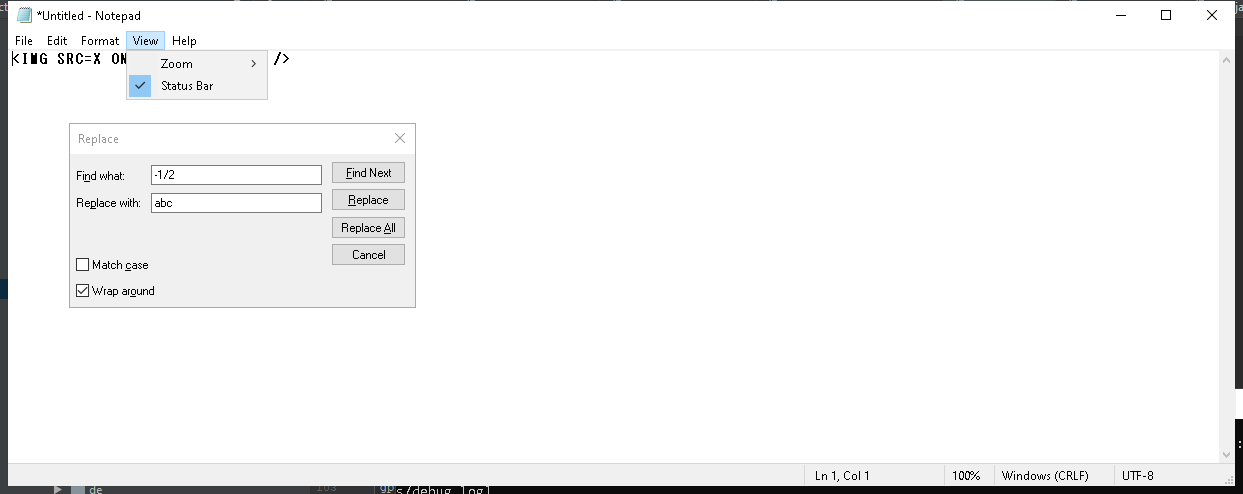 *Untitled - Notepad
File Edit Format View Help
<IMG SRC=X ON />
Zoom
Status Bar
Replace
Find what: -1/2 Find Next
Replace with: abc Replace
Replace All
Cancel
Match case
Wrap around
Ln 1, Col 1 100% Windows (CRLF) UTF-8
de 103 s/debug.log]